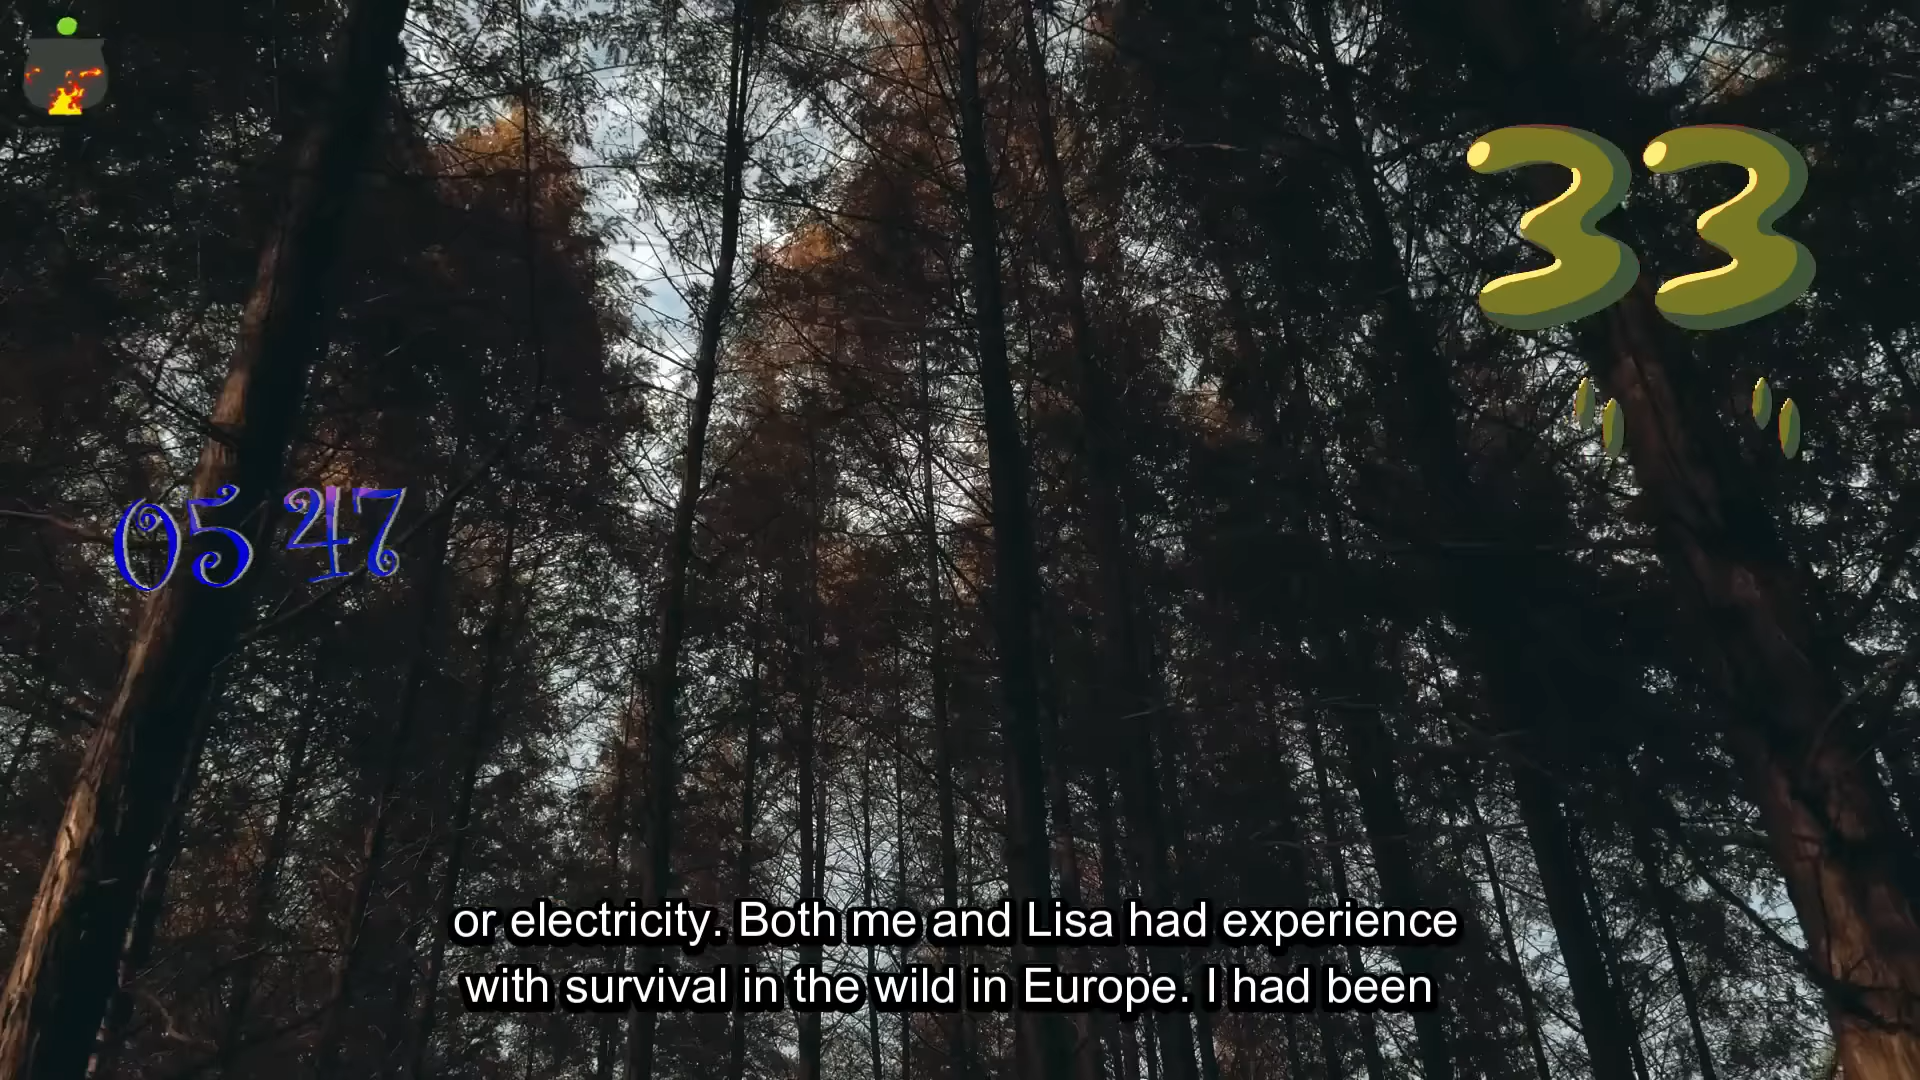 33
05 47
or electricity. Both me and Lisa had experience
with survival in the wild in Europe. I had been